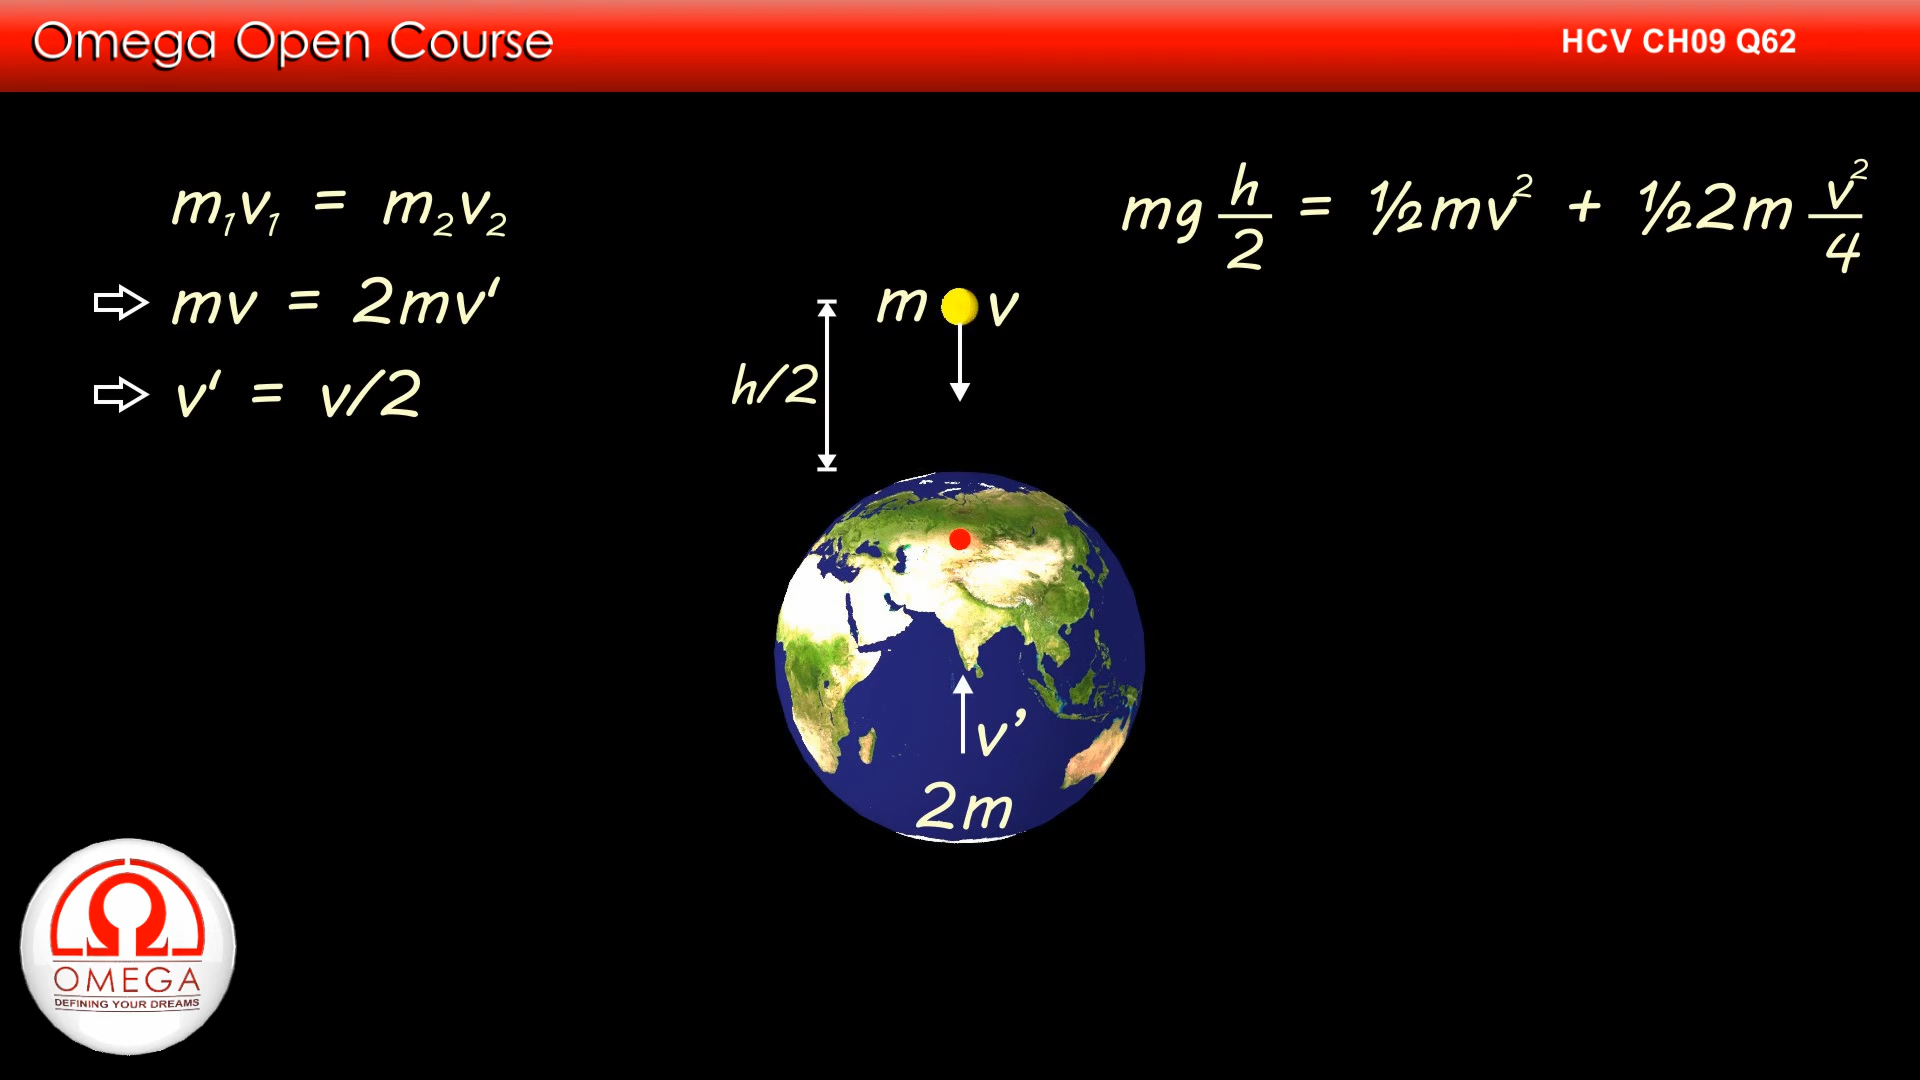 Omega Open Course
HCV CH09 Q62
m₁v₁ = m₂v₂
⇨ mv = 2mv'
⇨ v' = v/2
mg h/2 = ½mv² + ½2m v²/4
m v
h/2
v’
2m
OMEGA
DEFINING YOUR DREAMS